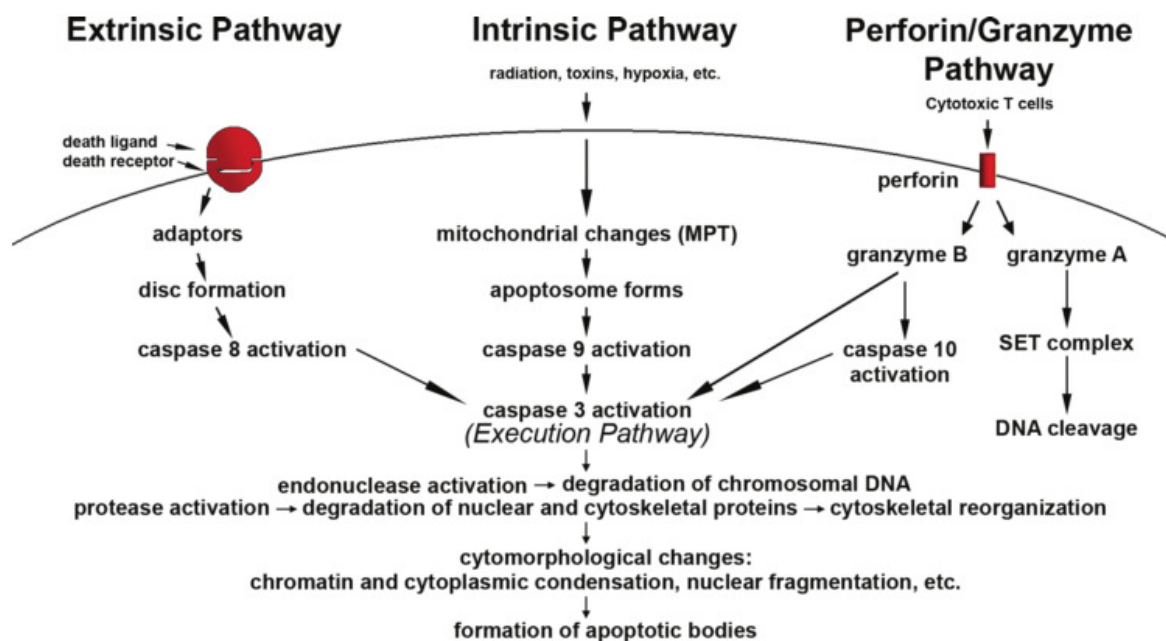 Extrinsic Pathway
Intrinsic Pathway
Perforin/Granzyme
Pathway
radiation, toxins, hypoxia, etc.
Cytotoxic T cells
death ligand
death receptor
perforin
adaptors
mitochondrial changes (MPT)
granzyme B
granzyme A
disc formation
apoptosome forms
caspase 8 activation
caspase 9 activation
caspase 10
activation
SET complex
caspase 3 activation
(Execution Pathway)
DNA cleavage
endonuclease activation → degradation of chromosomal DNA
protease activation → degradation of nuclear and cytoskeletal proteins → cytoskeletal reorganization
cytomorphological changes:
chromatin and cytoplasmic condensation, nuclear fragmentation, etc.
formation of apoptotic bodies